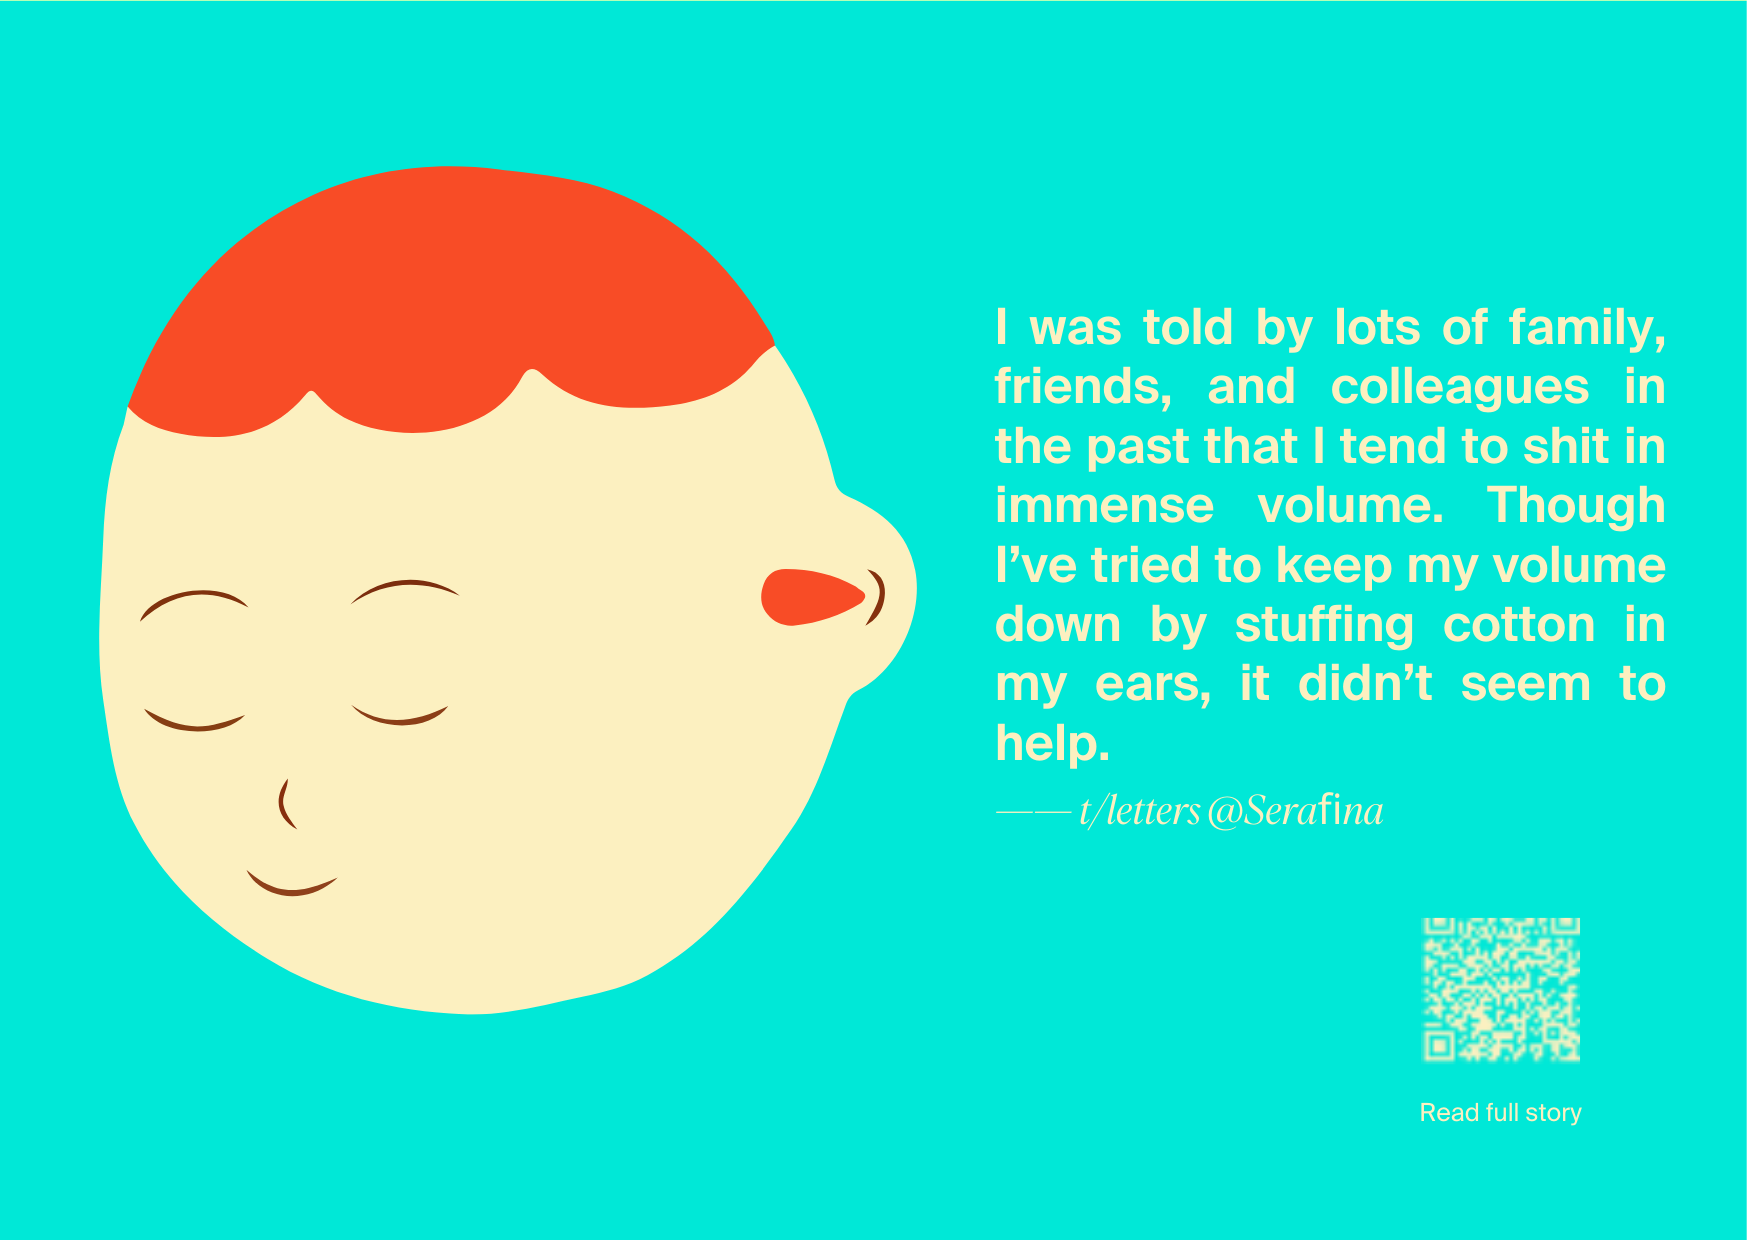 I was told by lots of family,
friends, and colleagues in
the past that I tend to shit in
immense volume. Though
I’ve tried to keep my volume
down by stuffing cotton in
my ears, it didn’t seem to
help.
—— t/letters @Serafina
Read full story